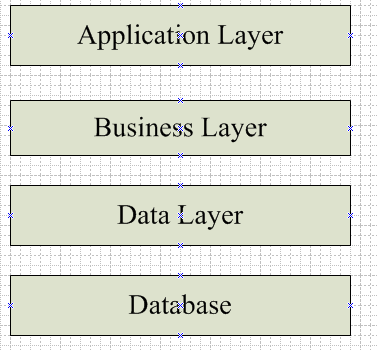 Application Layer
Business Layer
Data Layer
Database